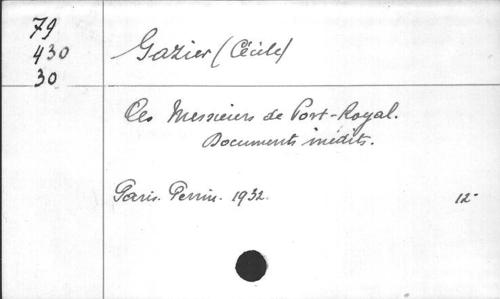 79
430
30
Gazier (Cécile)
Ces Messieurs de Port-Royal.
Documents inédits.
Paris. Perrin. 1932.
12-